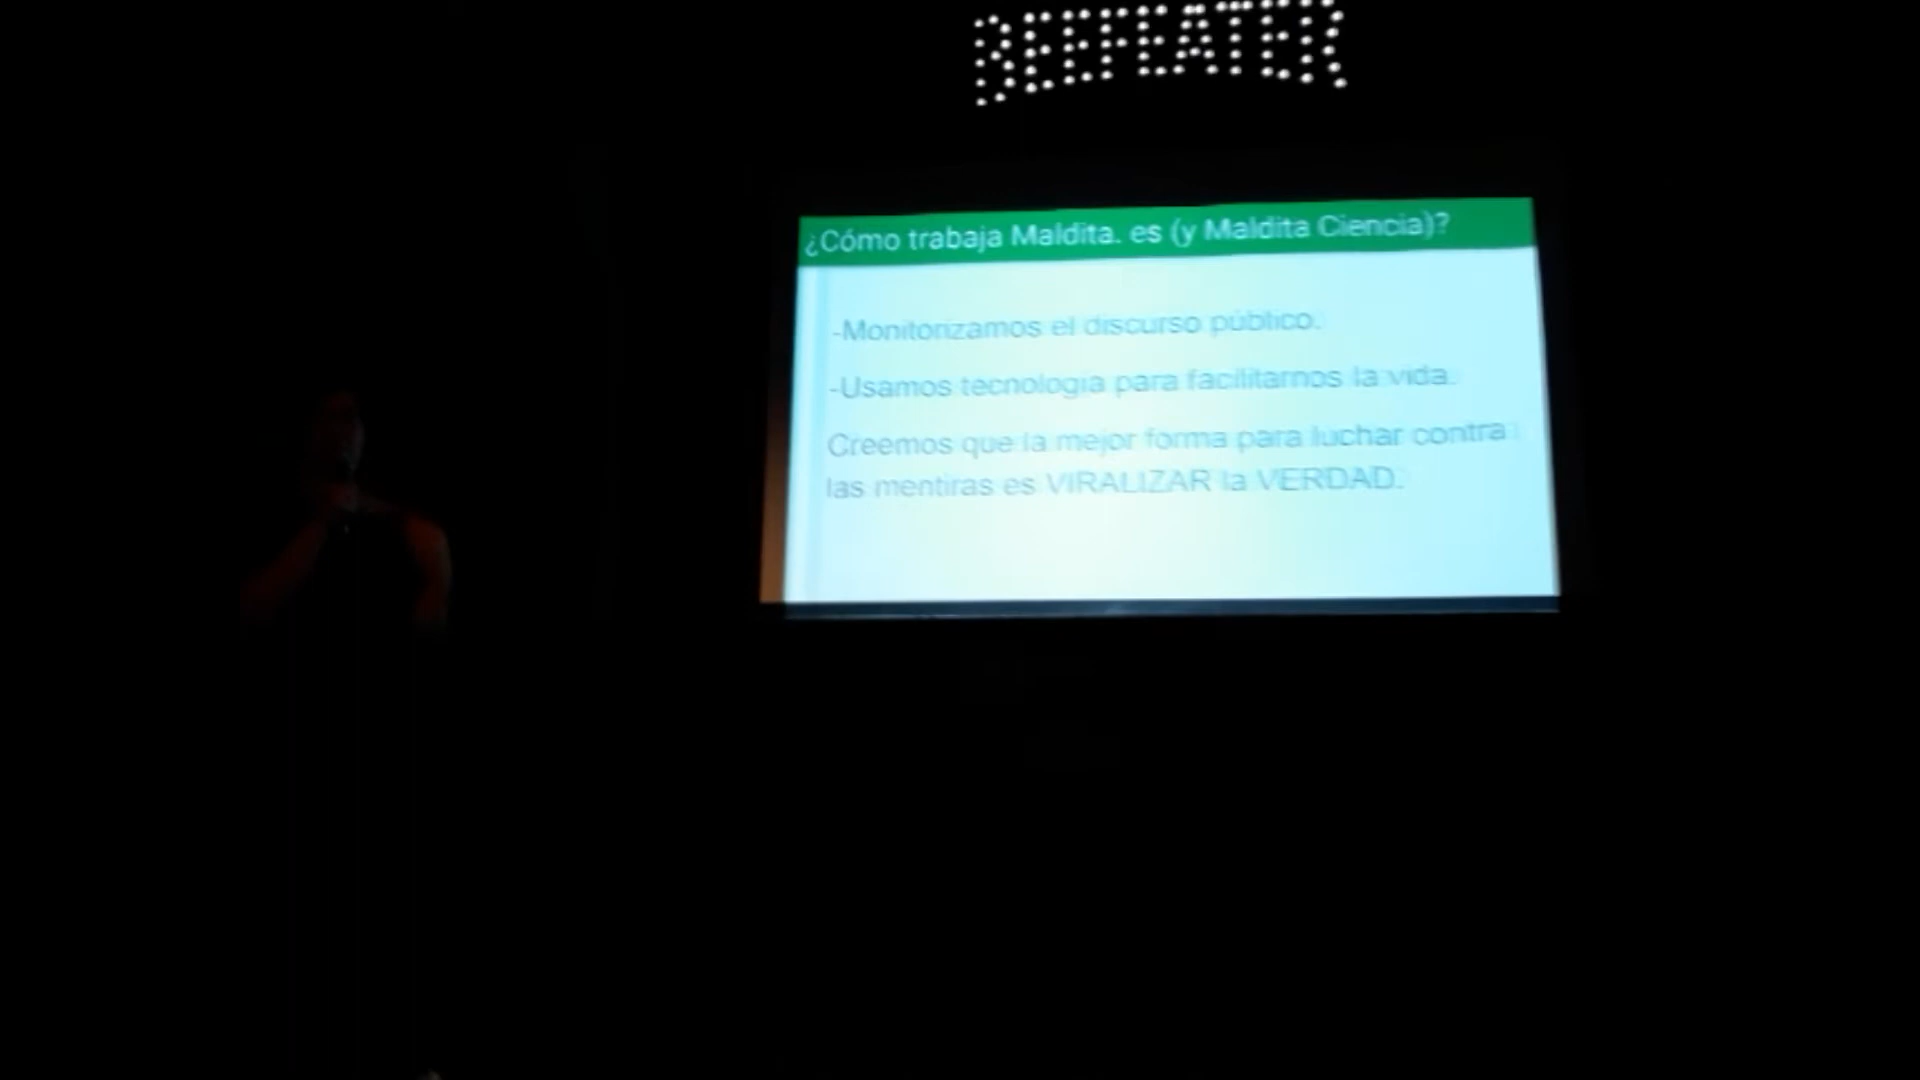 BEEFEATER
¿Cómo trabaja Maldita. es (y Maldita Ciencia)?
-Monitorizamos el discurso público.
-Usamos tecnología para facilitarnos la vida.
Creemos que la mejor forma para luchar contra
las mentiras es VIRALIZAR la VERDAD.